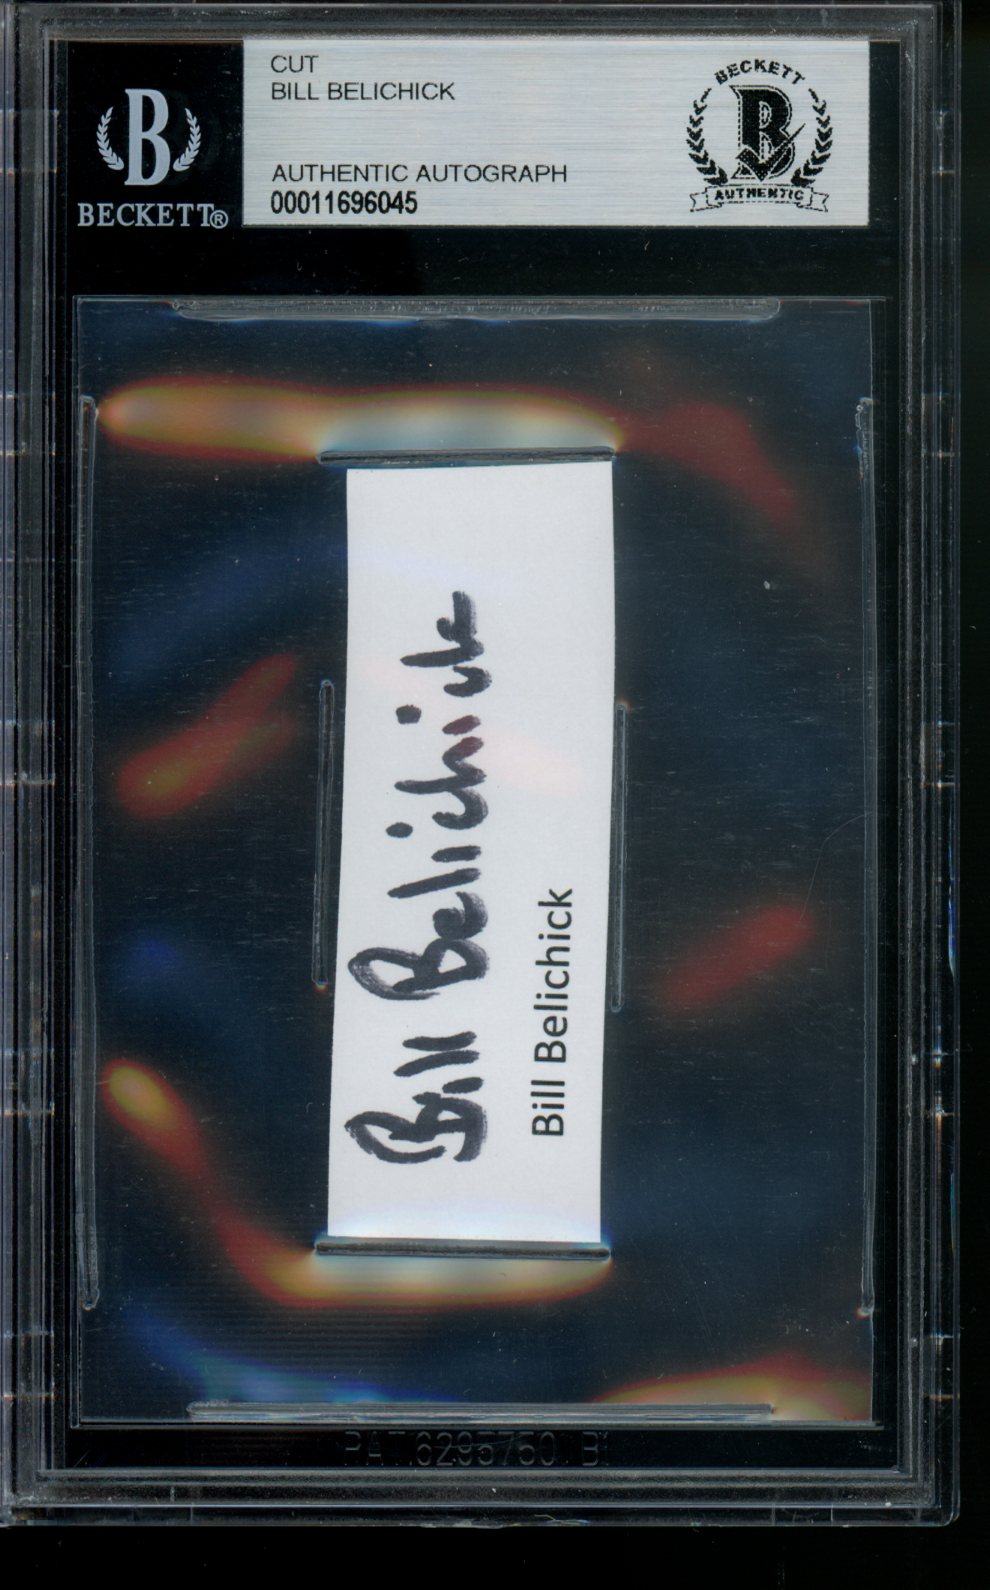 CUT
BILL BELICHICK
AUTHENTIC AUTOGRAPH
00011696045
B
BECKETT®
BECKETT
B
AUTHENTIC
Bill Belichick
Bill Belichick
PAT.6295750 B1